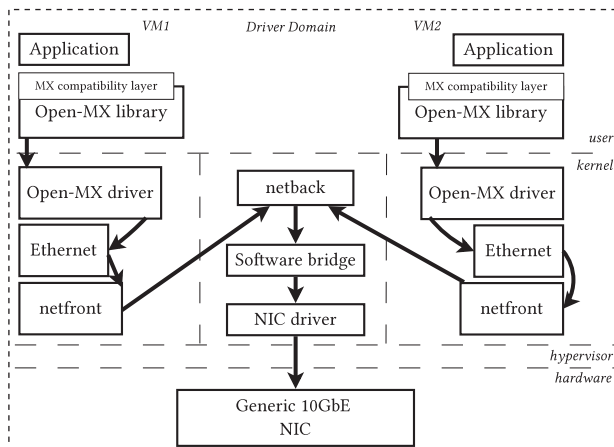 VM1
Driver Domain
VM2
Application
Application
MX compatibility layer
Open-MX library
MX compatibility layer
Open-MX library
user
kernel
Open-MX driver
netback
Open-MX driver
Ethernet
Software bridge
Ethernet
netfront
NIC driver
netfront
hypervisor
hardware
Generic 10GbE
NIC